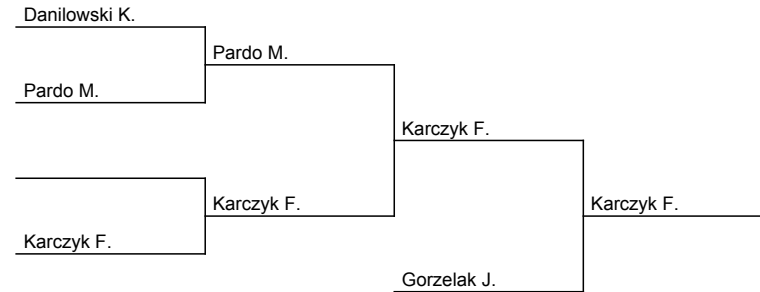 Danilowski K.
Pardo M.
Pardo M.
Karczyk F.
Karczyk F.
Karczyk F.
Karczyk F.
Gorzelak J.